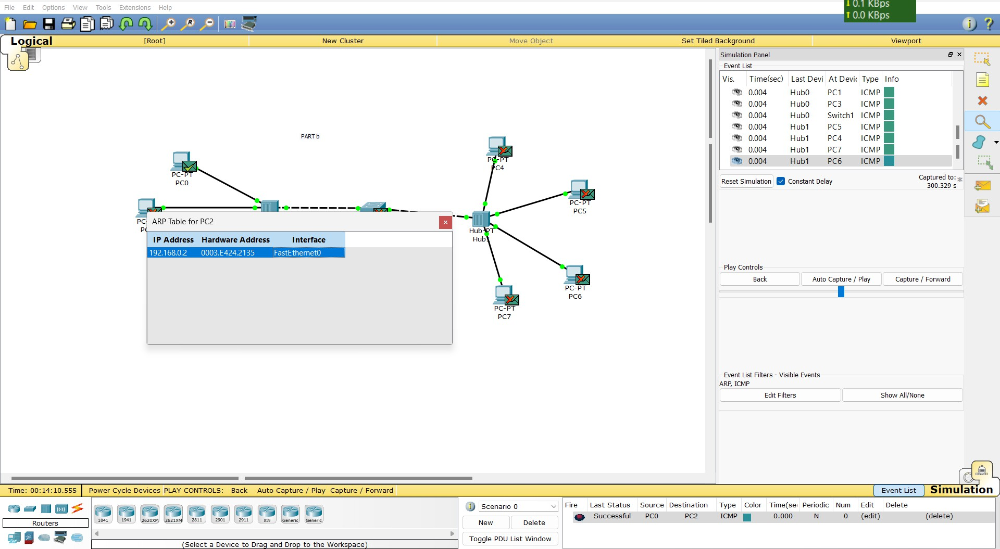 File Edit Options View Tools Extensions Help
↓ 0.1 KBps
↑ 0.0 KBps
Logical [Root] New Cluster Move Object Set Tiled Background Viewport
PART b
PC-PT
PC0
PC-PT
PC4
PC-PT
PC5
Hub-PT
PC-PT
PC6
PC-PT
PC7
ARP Table for PC2
IP Address Hardware Address Interface
192.168.0.2 0003.E424.2135 FastEthernet0
Simulation Panel
Event List
Vis. Time(sec) Last Devi At Devic Type Info
0.004 Hub0 PC1 ICMP
0.004 Hub0 PC3 ICMP
0.004 Hub0 Switch1 ICMP
0.004 Hub1 PC5 ICMP
0.004 Hub1 PC4 ICMP
0.004 Hub1 PC7 ICMP
0.004 Hub1 PC6 ICMP
Reset Simulation Constant Delay Captured to: *
300.329 s
Play Controls
Back Auto Capture / Play Capture / Forward
Event List Filters - Visible Events
ARP, ICMP
Edit Filters Show All/None
Time: 00:14:10.555 Power Cycle Devices PLAY CONTROLS: Back Auto Capture / Play Capture / Forward Event List Simulation
Routers
1841 1941 2620XM 2621XM 2811 2901 2911 819 Generic Generic
(Select a Device to Drag and Drop to the Workspace)
Scenario 0
New Delete
Toggle PDU List Window
Fire Last Status Source Destination Type Color Time(sec Periodic Num Edit Delete
Successful PC0 PC2 ICMP 0.000 N 0 (edit) (delete)